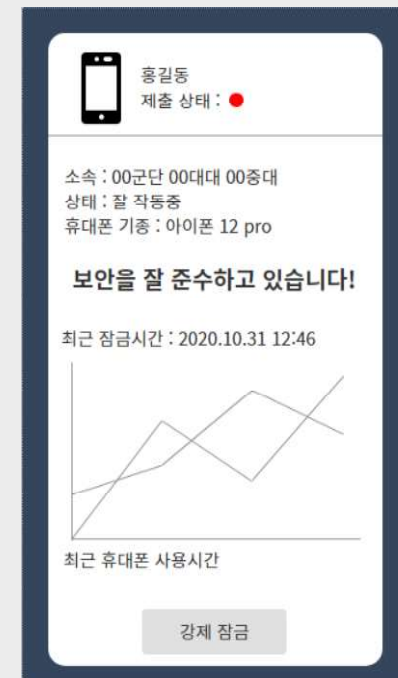 홍길동
제출 상태 :
소속 : 00군단 00대대 00중대
상태 : 잘 작동중
휴대폰 기종 : 아이폰 12 pro
보안을 잘 준수하고 있습니다!
최근 잠금시간 : 2020.10.31 12:46
최근 휴대폰 사용시간
강제 잠금